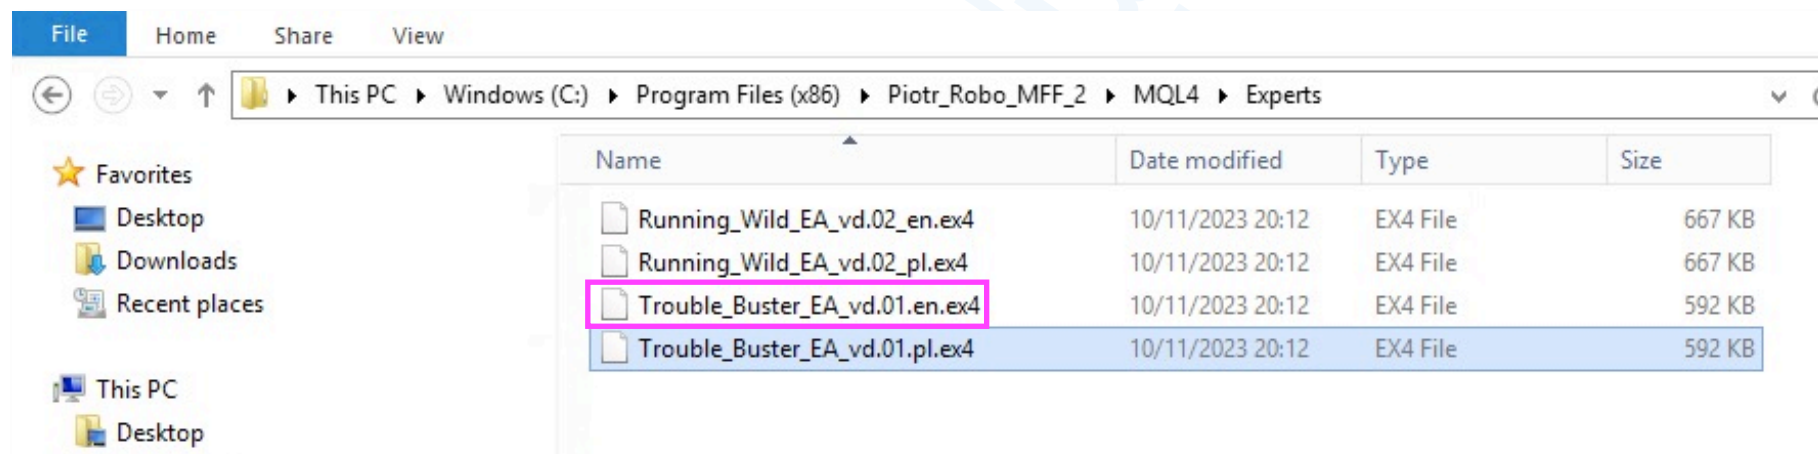 File Home Share View
This PC Windows (C:) Program Files (x86) Piotr_Robo_MFF_2 MQL4 Experts
Name Date modified Type Size
Favorites
Desktop
Downloads
Recent places
This PC
Desktop
Running_Wild_EA_vd.02_en.ex4 10/11/2023 20:12 EX4 File 667 KB
Running_Wild_EA_vd.02_pl.ex4 10/11/2023 20:12 EX4 File 667 KB
Trouble_Buster_EA_vd.01.en.ex4 10/11/2023 20:12 EX4 File 592 KB
Trouble_Buster_EA_vd.01.pl.ex4 10/11/2023 20:12 EX4 File 592 KB